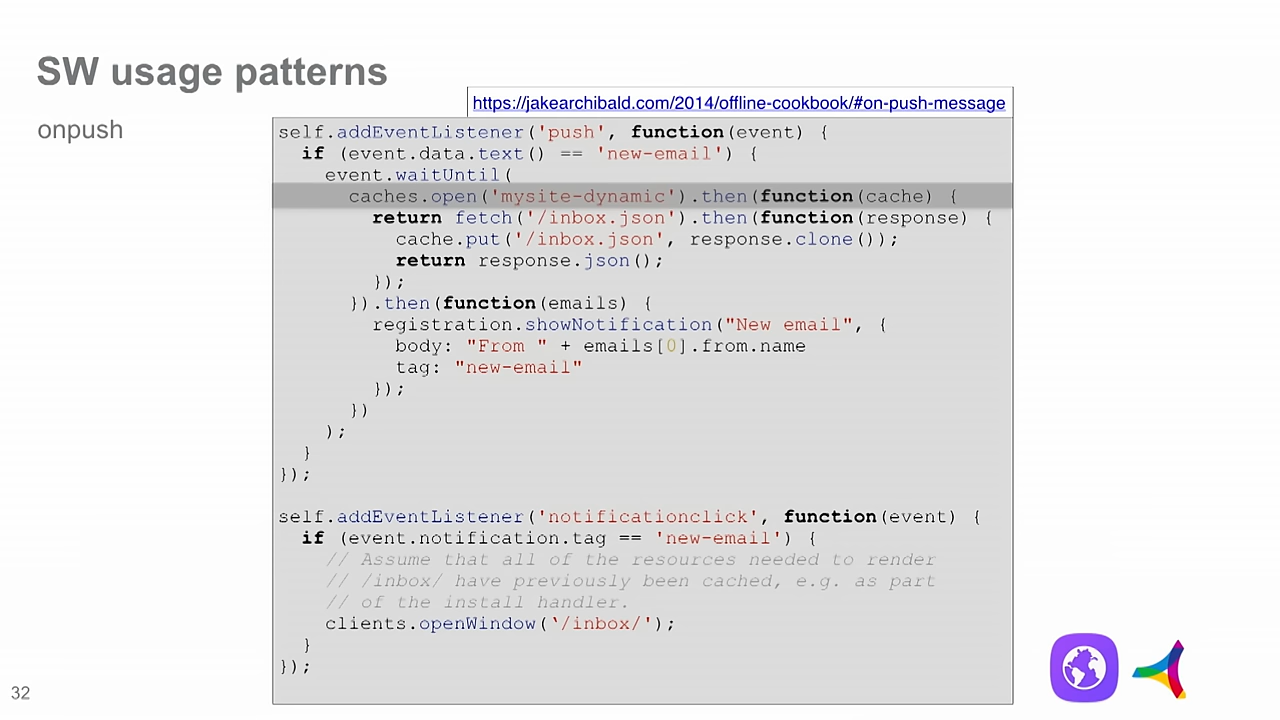 SW usage patterns
https://jakearchibald.com/2014/offline-cookbook/#on-push-message
onpush
self.addEventListener('push', function(event) {
  if (event.data.text() == 'new-email') {
    event.waitUntil(
      caches.open('mysite-dynamic').then(function(cache) {
        return fetch('/inbox.json').then(function(response) {
          cache.put('/inbox.json', response.clone());
          return response.json();
        });
      }).then(function(emails) {
        registration.showNotification("New email", {
          body: "From " + emails[0].from.name
          tag: "new-email"
        });
      })
    );
  }
});
self.addEventListener('notificationclick', function(event) {
  if (event.notification.tag == 'new-email') {
    // Assume that all of the resources needed to render
    // /inbox/ have previously been cached, e.g. as part
    // of the install handler.
    clients.openWindow(‘/inbox/');
  }
});
32